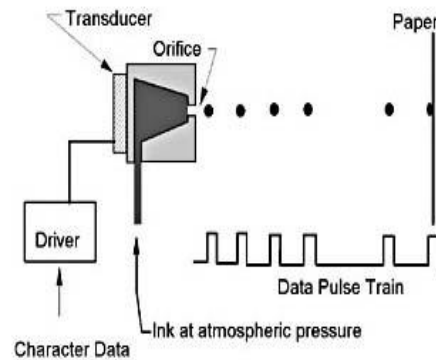 Transducer
Paper
Orifice
Driver
Data Pulse Train
Ink at atmospheric pressure
Character Data